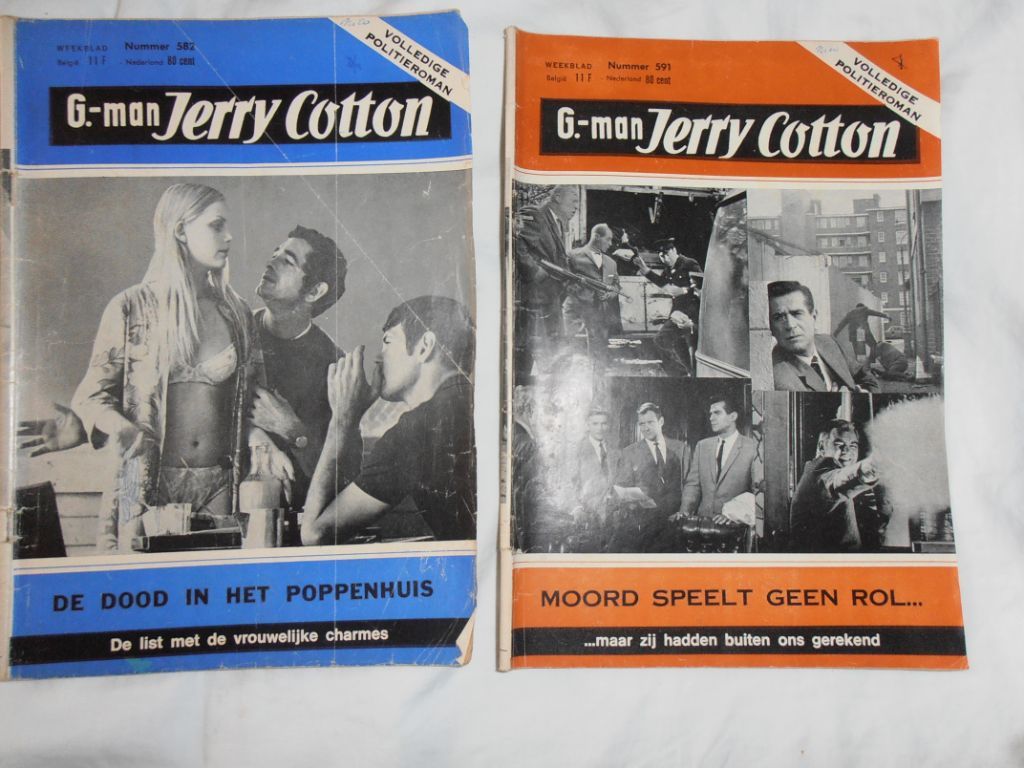 WEEKBLAD Nummer 582
België 11 F - Nederland 80 cent
VOLLEDIGE
POLITIEROMAN
G.-man Jerry Cotton
DE DOOD IN HET POPPENHUIS
De list met de vrouwelijke charmes
WEEKBLAD Nummer 591
België 11 F - Nederland 80 cent
VOLLEDIGE
POLITIEROMAN
G.-man Jerry Cotton
MOORD SPEELT GEEN ROL...
...maar zij hadden buiten ons gerekend